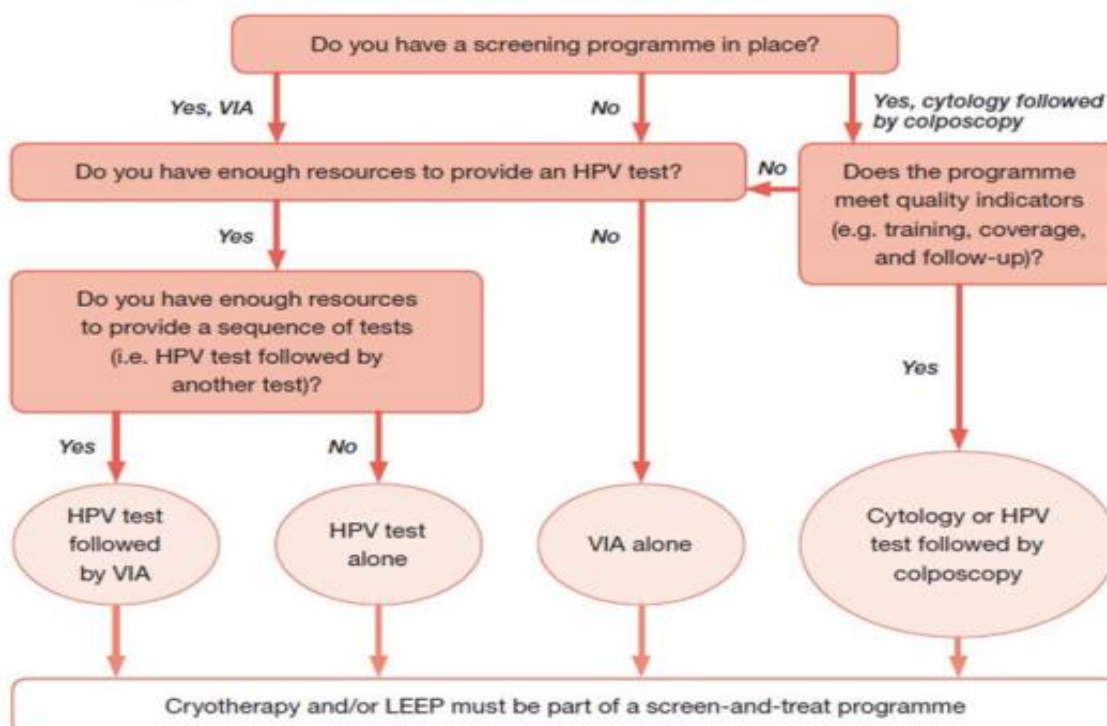 Do you have a screening programme in place?
Yes, VIA
No
Yes, cytology followed
by colposcopy
Do you have enough resources to provide an HPV test?
No
Does the programme
meet quality indicators
(e.g. training, coverage,
and follow-up)?
Yes
No
Do you have enough resources
to provide a sequence of tests
(i.e. HPV test followed by
another test)?
Yes
Yes
No
HPV test
followed
by VIA
HPV test
alone
VIA alone
Cytology or HPV
test followed by
colposcopy
Cryotherapy and/or LEEP must be part of a screen-and-treat programme